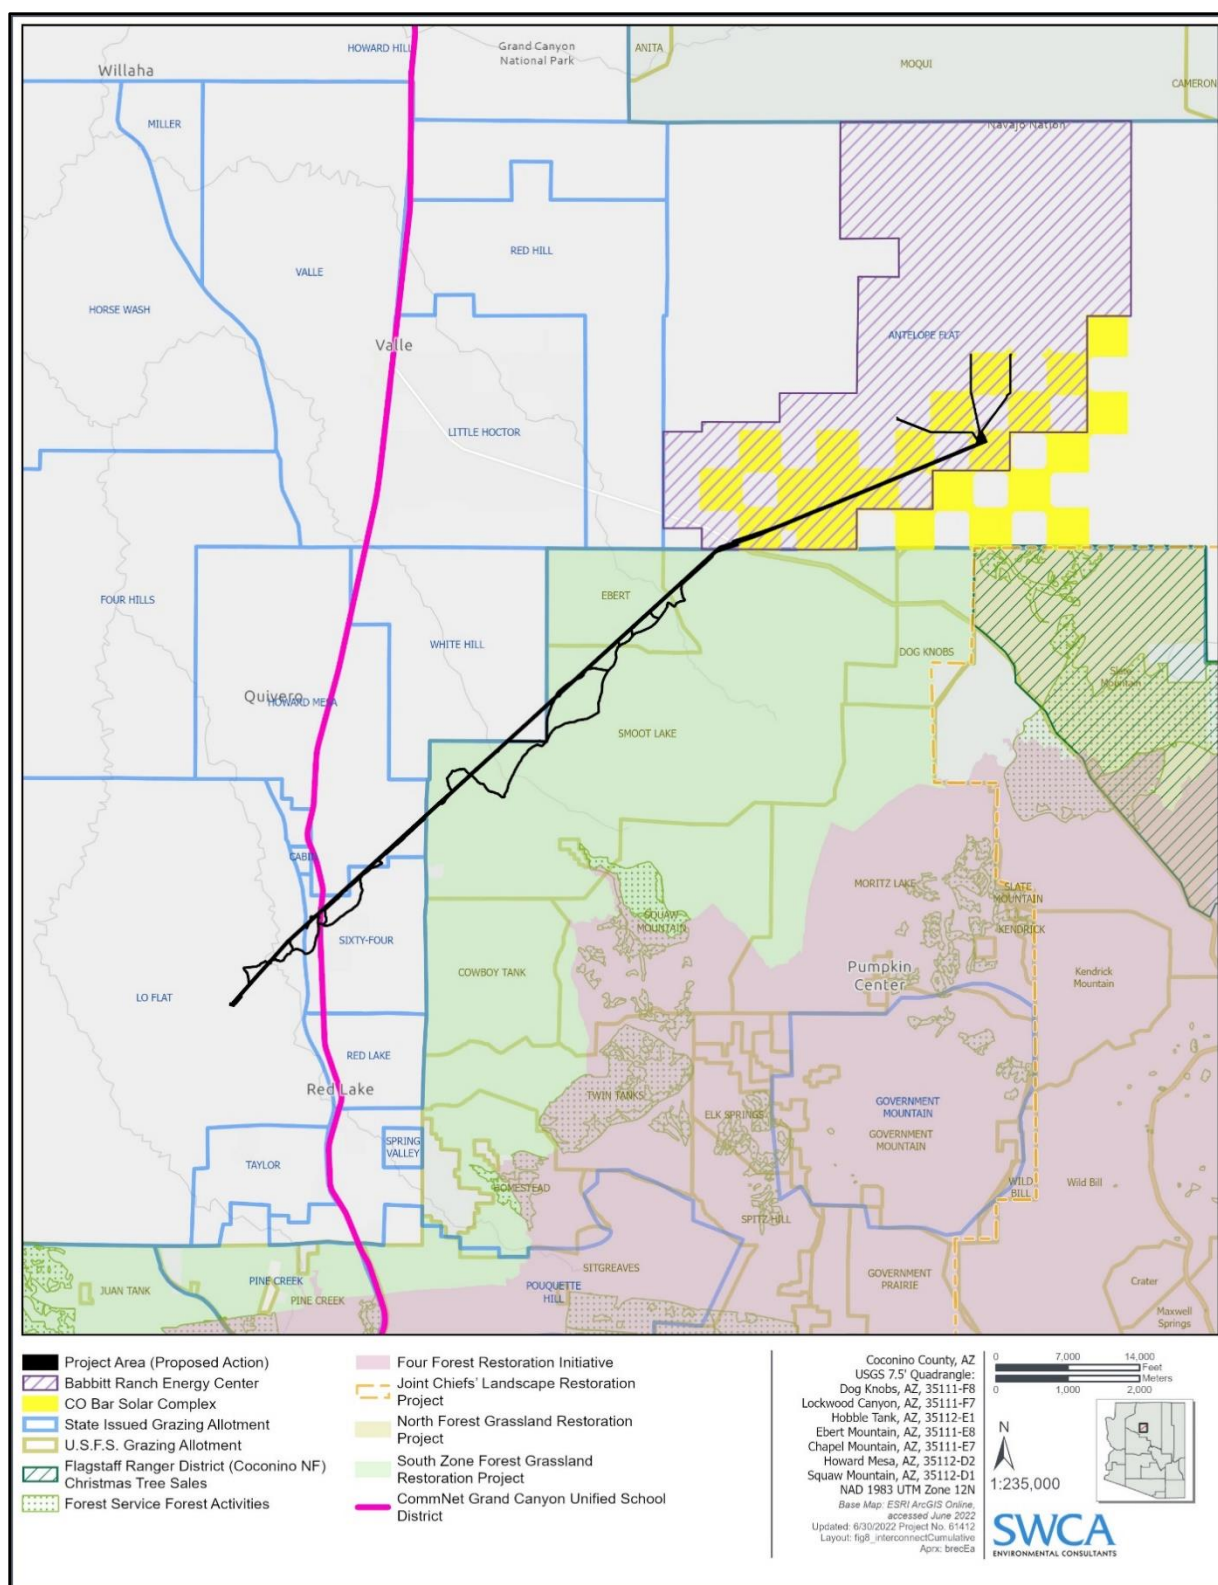 HOWARD HILL
Grand Canyon
National Park
ANITA
MOQUI
Willaha
CAMERON
MILLER
Navajo Nation
RED HILL
VALLE
HORSE WASH
ANTELOPE FLAT
Valle
LITTLE HOCTOR
FOUR HILLS
EBERT
WHITE HILL
DOG KNOBS
Slate
Mountain
Quivero
HOWARD MESA
SMOOT LAKE
CABIN
MORITZ LAKE
SLATE
MOUNTAIN
SQUAW
MOUNTAIN
KENDRICK
SIXTY-FOUR
COWBOY TANK
Pumpkin
Center
Kendrick
Mountain
LO FLAT
RED LAKE
Red Lake
TWIN TANKS
ELK SPRINGS
GOVERNMENT
MOUNTAIN
GOVERNMENT
MOUNTAIN
SPRING
VALLEY
TAYLOR
HOMESTEAD
WILD
BILL
Wild Bill
SPITZ HILL
SITGREAVES
PINE CREEK
JUAN TANK
PINE CREEK
POUQUETTE
HILL
GOVERNMENT
PRAIRIE
Crater
Maxwell
Springs
Project Area (Proposed Action)
Babbitt Ranch Energy Center
CO Bar Solar Complex
State Issued Grazing Allotment
U.S.F.S. Grazing Allotment
Flagstaff Ranger District (Coconino NF)
Christmas Tree Sales
Forest Service Forest Activities
Four Forest Restoration Initiative
Joint Chiefs' Landscape Restoration
Project
North Forest Grassland Restoration
Project
South Zone Forest Grassland
Restoration Project
CommNet Grand Canyon Unified School
District
Coconino County, AZ
USGS 7.5' Quadrangle:
Dog Knobs, AZ, 35111-F8
Lockwood Canyon, AZ, 35111-F7
Hobble Tank, AZ, 35112-E1
Ebert Mountain, AZ, 35111-E8
Chapel Mountain, AZ, 35111-E7
Howard Mesa, AZ, 35112-D2
Squaw Mountain, AZ, 35112-D1
NAD 1983 UTM Zone 12N
Base Map: ESRI ArcGIS Online,
accessed June 2022
Updated: 6/30/2022 Project No. 61412
Layout: fig8_interconnectCumulative
Aprx: brecEa
0 7,000 14,000
Feet
Meters
0 1,000 2,000
N
1:235,000
SWCA
ENVIRONMENTAL CONSULTANTS